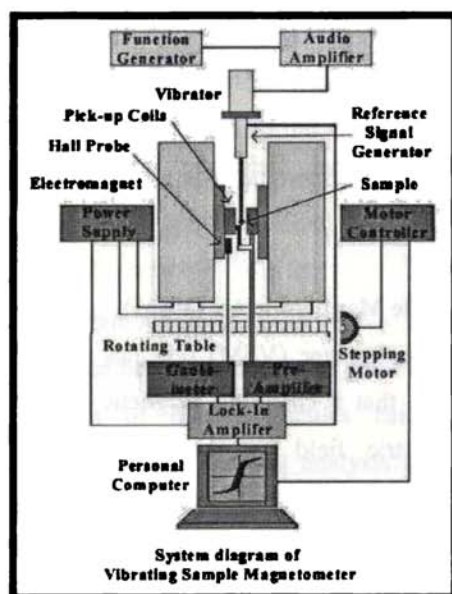 Function
Generator
Audio
Amplifier
Vibrator
Pick-up Coils
Hall Probe
Electromagnet
Reference
Signal
Generator
Sample
Power
Supply
Motor
Controller
Rotating Table
Stepping
Motor
Gauss
meter
Pre-
Amplifier
Lock-In
Amplifer
Personal
Computer
System diagram of
Vibrating Sample Magnetometer